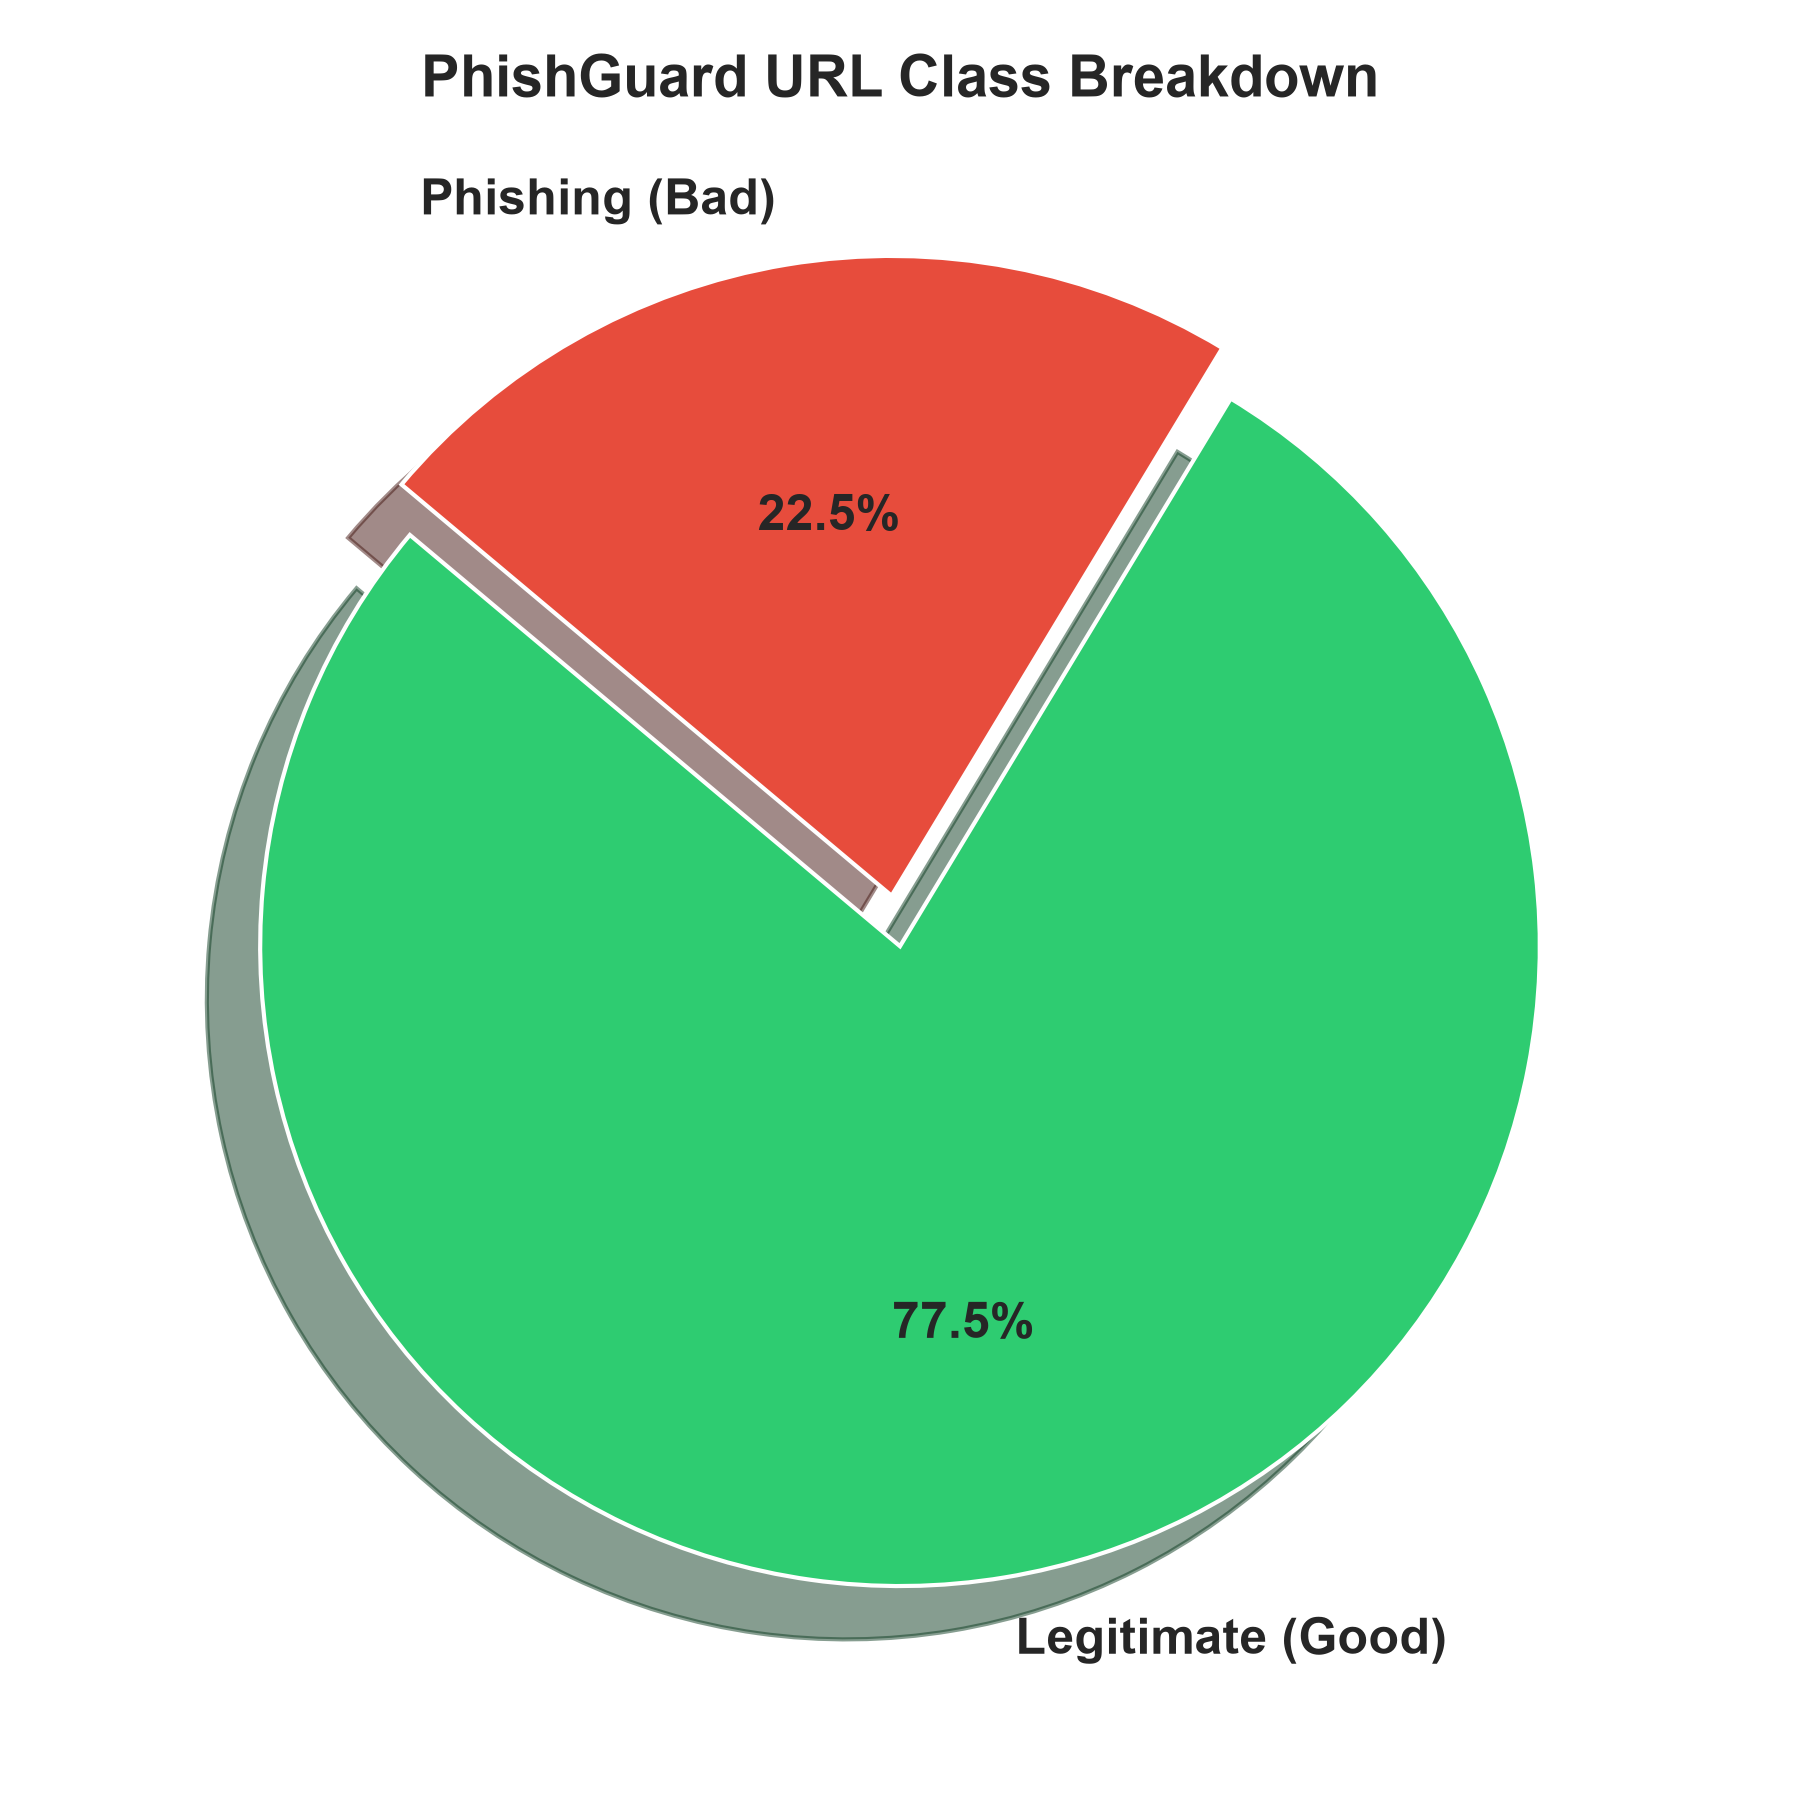 PhishGuard URL Class Breakdown
Phishing (Bad)
22.5%
77.5%
Legitimate (Good)